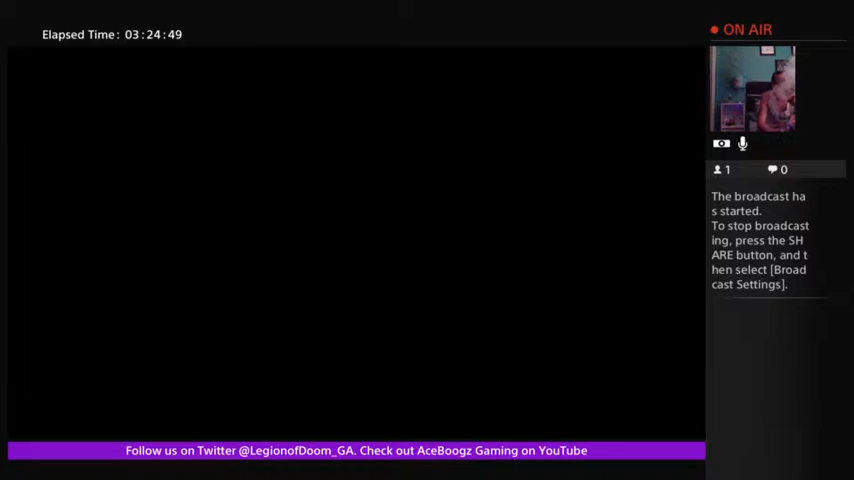 Elapsed Time: 03:24:49
ON AIR
1
0
The broadcast ha
s started.
To stop broadcast
ing, press the SH
ARE button, and t
hen select [Broad
cast Settings].
Follow us on Twitter @LegionofDoom_GA. Check out AceBoogz Gaming on YouTube